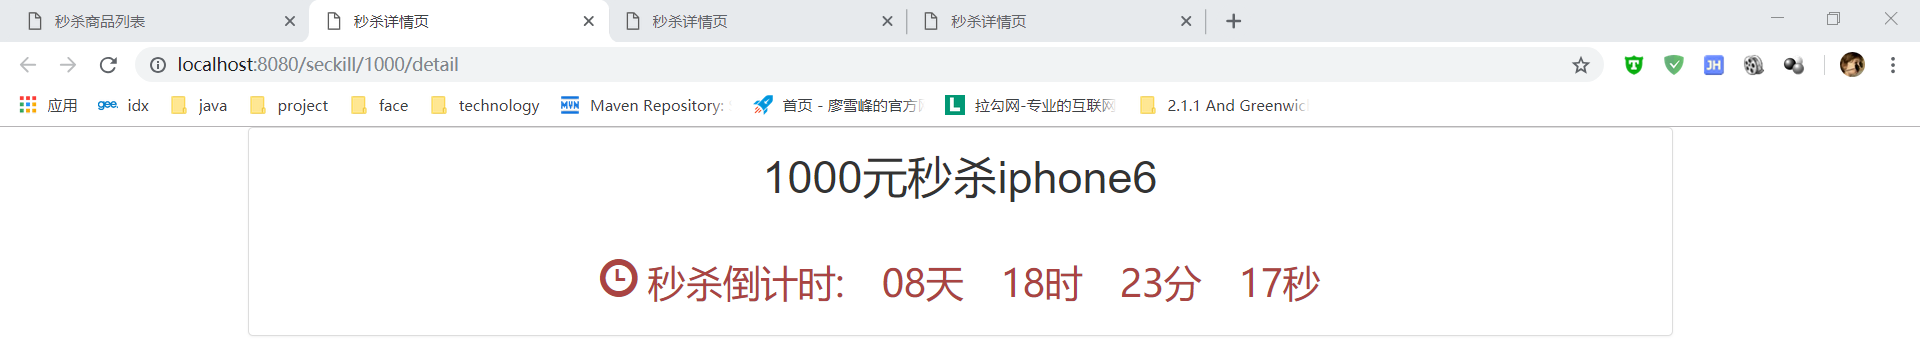 秒杀商品列表 秒杀详情页 秒杀详情页 秒杀详情页
localhost:8080/seckill/1000/detail
应用 gee. idx java project face technology MVN Maven Repository: 首页 - 廖雪峰的官方 L 拉勾网-专业的互联网 2.1.1 And Greenwic
1000元秒杀iphone6
秒杀倒计时: 08天 18时 23分 17秒